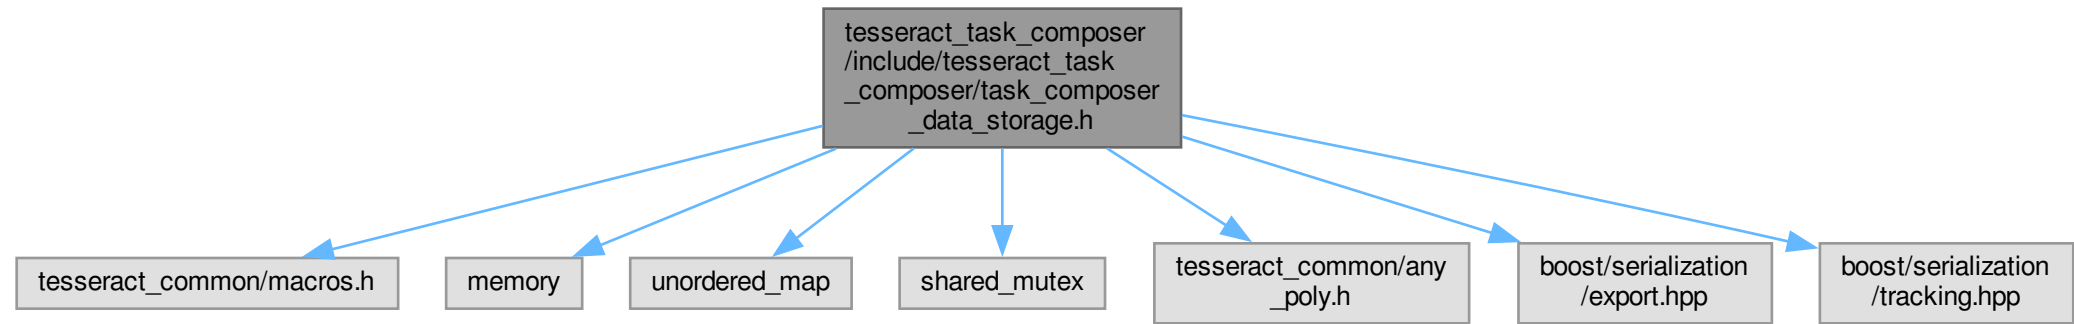 tesseract_task_composer
/include/tesseract_task
_composer/task_composer
_data_storage.h
tesseract_common/macros.h
memory
unordered_map
shared_mutex
tesseract_common/any
_poly.h
boost/serialization
/export.hpp
boost/serialization
/tracking.hpp